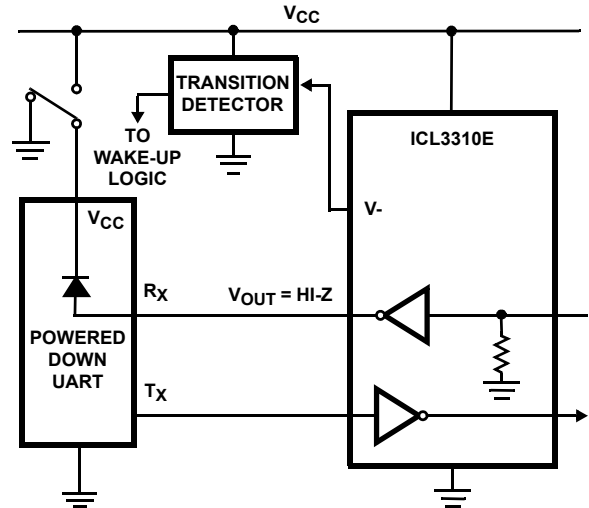 VCC
TRANSITION
DETECTOR
TO
WAKE-UP
LOGIC
ICL3310E
V-
VCC
RX
VOUT = HI-Z
POWERED
DOWN
UART
TX